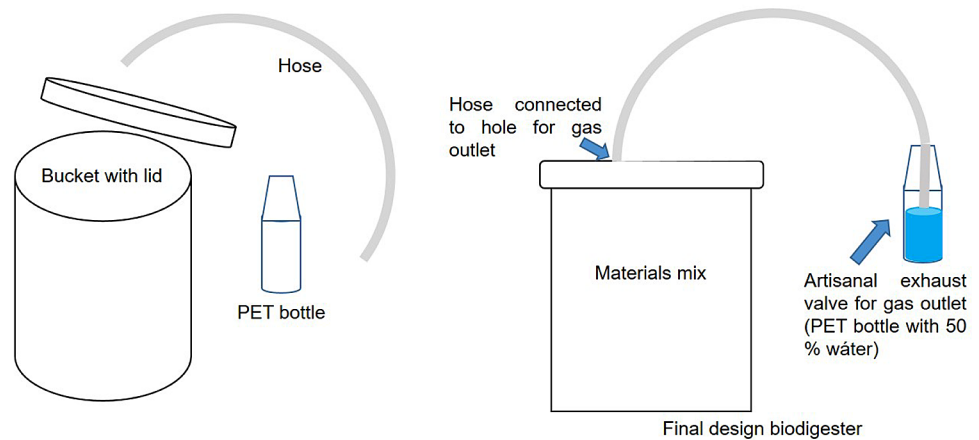 Hose
Bucket with lid
PET bottle
Hose connected
to hole for gas
outlet
Materials mix
Artisanal exhaust
valve for gas outlet
(PET bottle with 50
% wáter)
Final design biodigester